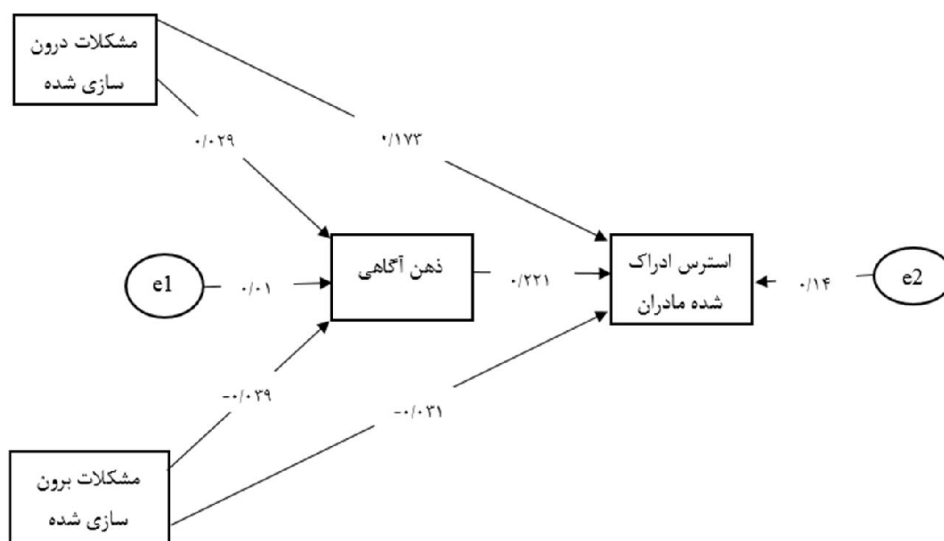 مشکلات درون
سازی شده
۰/۰۲۹
۰/۱۷۳
ذهن آگاهی
استرس ادراک
شده مادران
e1
۰/۰۱
۰/۲۲۱
۰/۱۴
e2
-۰/۰۳۹
-۰/۰۳۱
مشکلات برون
سازی شده